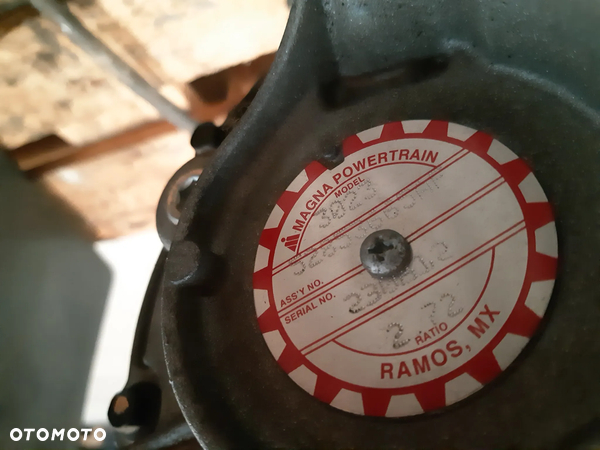 MAGNA POWERTRAIN
MODEL
3023
ASS'Y NO.
SERIAL NO.
2.72
RATIO
RAMOS, MX
OTOMOTO